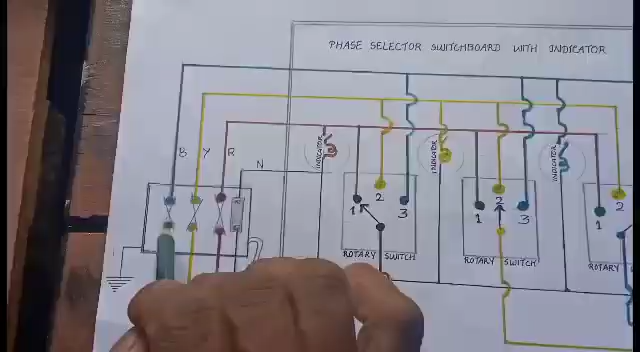 PHASE SELECTOR SWITCHBOARD WITH INDICATOR
B Y R N
INDICATOR
INDICATOR
INDICATOR
1 2 3
1 2 3
1 2
ROTARY SWITCH
ROTARY SWITCH
ROTARY